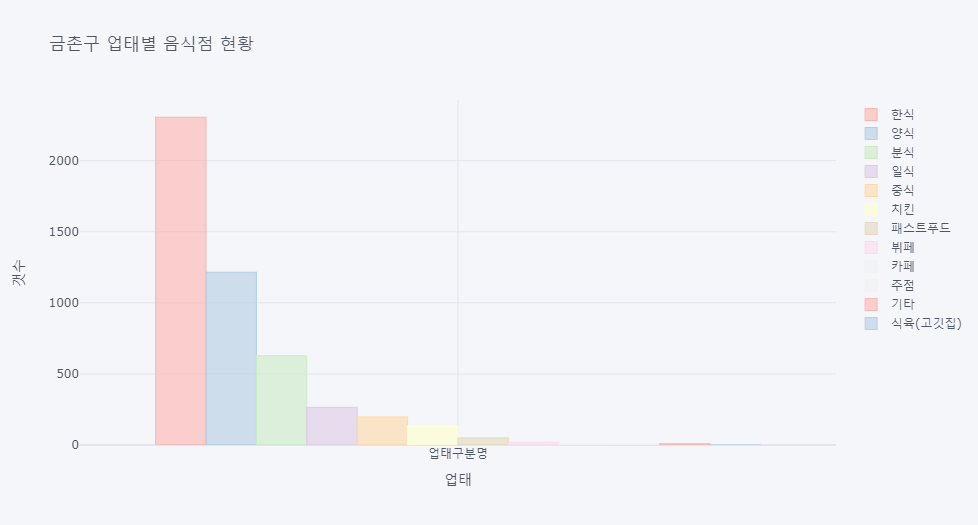 금촌구 업태별 음식점 현황
갯수
2000
1500
1000
500
0
업태구분명
업태
한식
양식
분식
일식
중식
치킨
패스트푸드
뷔페
카페
주점
기타
식육(고깃집)